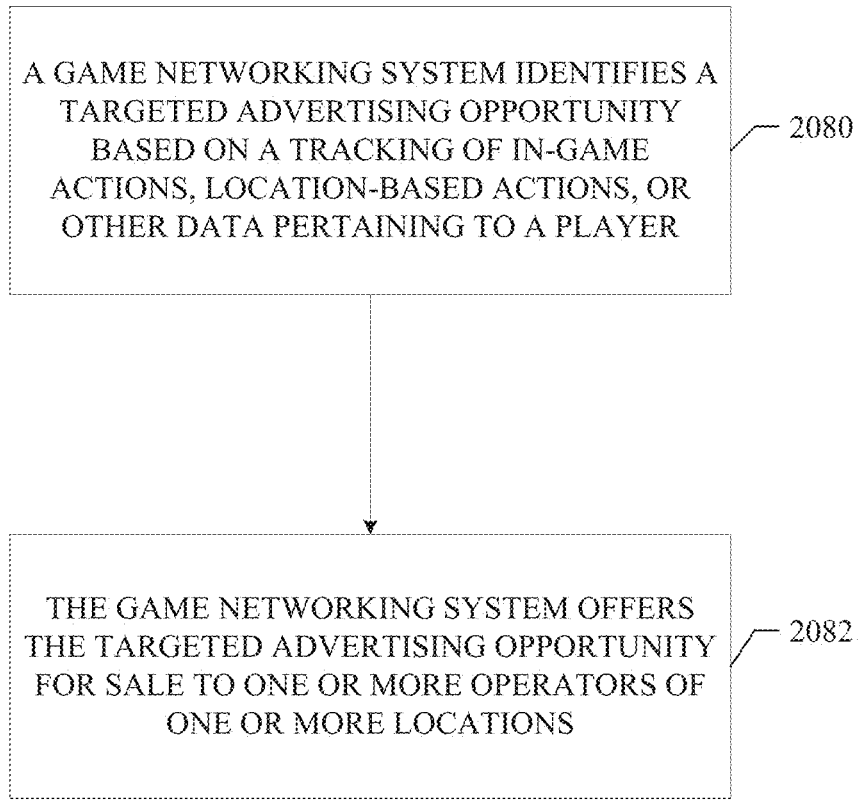 A GAME NETWORKING SYSTEM IDENTIFIES A
TARGETED ADVERTISING OPPORTUNITY
BASED ON A TRACKING OF IN-GAME
ACTIONS, LOCATION-BASED ACTIONS, OR
OTHER DATA PERTAINING TO A PLAYER
2080
THE GAME NETWORKING SYSTEM OFFERS
THE TARGETED ADVERTISING OPPORTUNITY
FOR SALE TO ONE OR MORE OPERATORS OF
ONE OR MORE LOCATIONS
2082